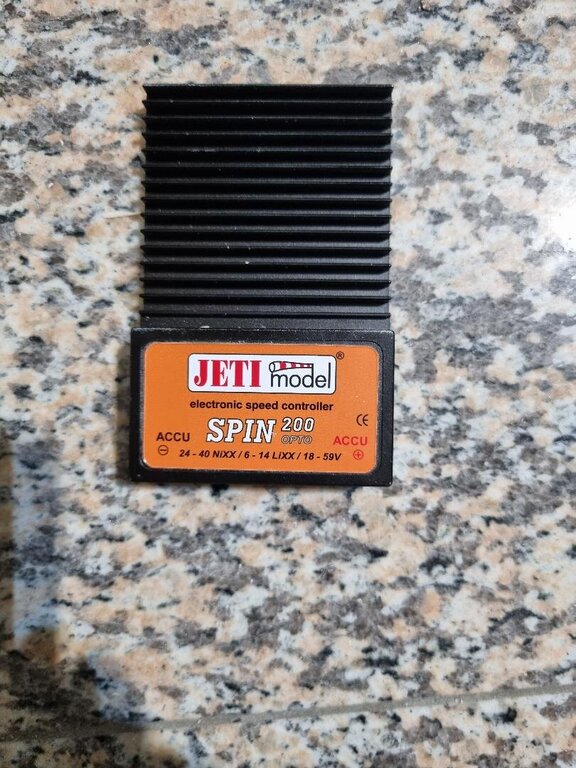 JETI model ®
electronic speed controller
CE
ACCU SPIN 200 OPTO ACCU
24 - 40 NiXX / 6 - 14 LiXX / 18 - 59V